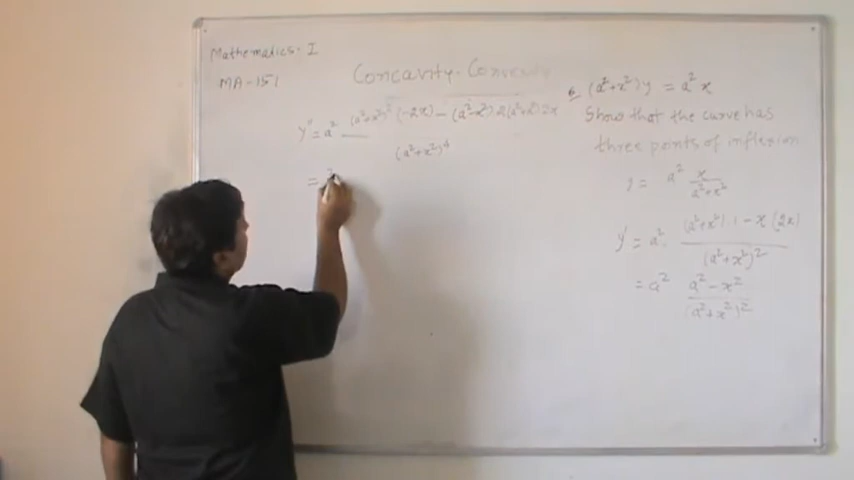 Mathematics - I
MA-151
Concavity - Convexity
y'' = a² (a²+x²)² (-2x) - (a²-x²) 2(a²+x²) 2x
(a²+x²)⁴
=
6. (a²+x²) y = a² x
Show that the curve has
three points of inflexion
y = a² x
a²+x²
y' = a² . (a²+x²) . 1 - x (2x)
(a²+x²)²
= a² a²-x²
(a²+x²)²